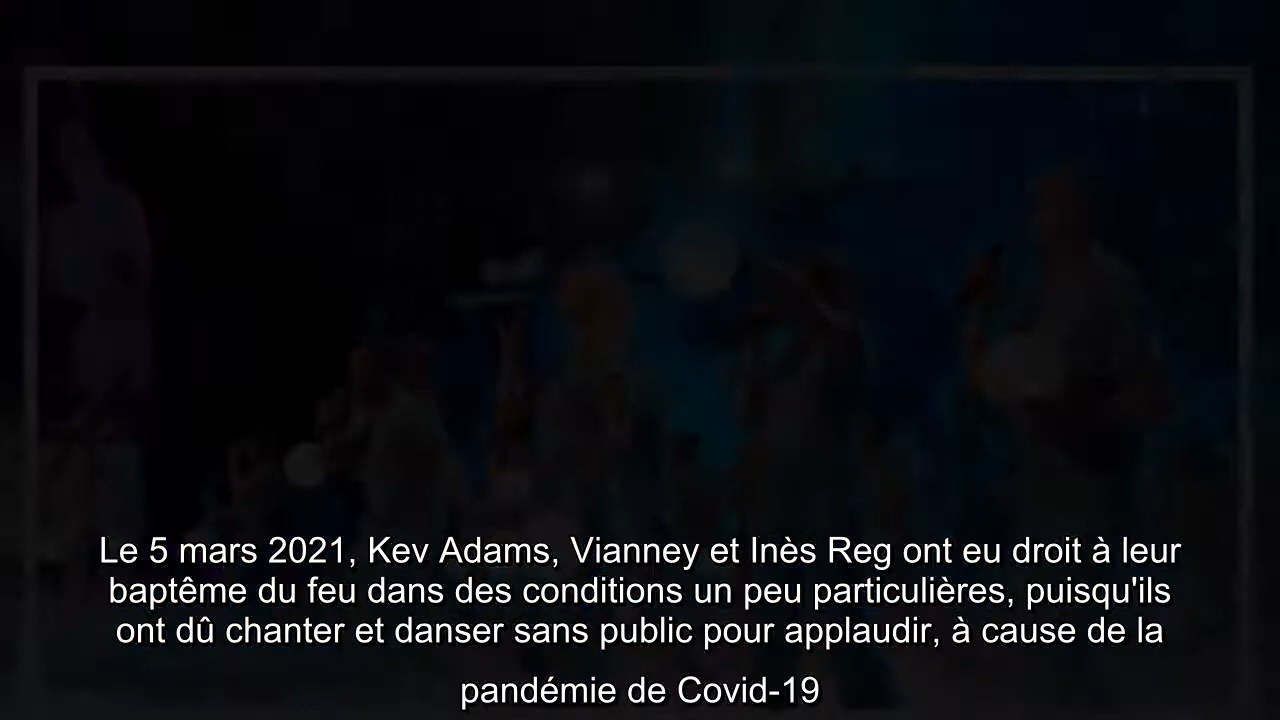 Le 5 mars 2021, Kev Adams, Vianney et Inès Reg ont eu droit à leur
baptême du feu dans des conditions un peu particulières, puisqu'ils
ont dû chanter et danser sans public pour applaudir, à cause de la
pandémie de Covid-19